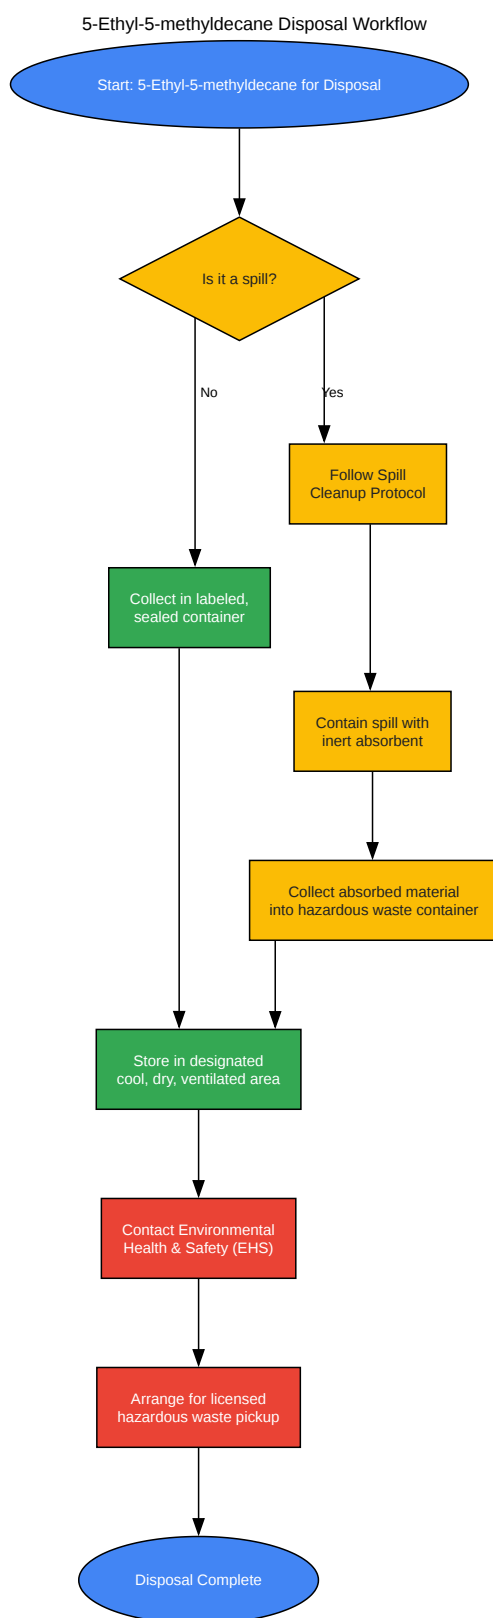 5-Ethyl-5-methyldecane Disposal Workflow
Start: 5-Ethyl-5-methyldecane for Disposal
Is it a spill?
No
Yes
Follow Spill
Cleanup Protocol
Collect in labeled,
sealed container
Contain spill with
inert absorbent
Collect absorbed material
into hazardous waste container
Store in designated
cool, dry, ventilated area
Contact Environmental
Health & Safety (EHS)
Arrange for licensed
hazardous waste pickup
Disposal Complete